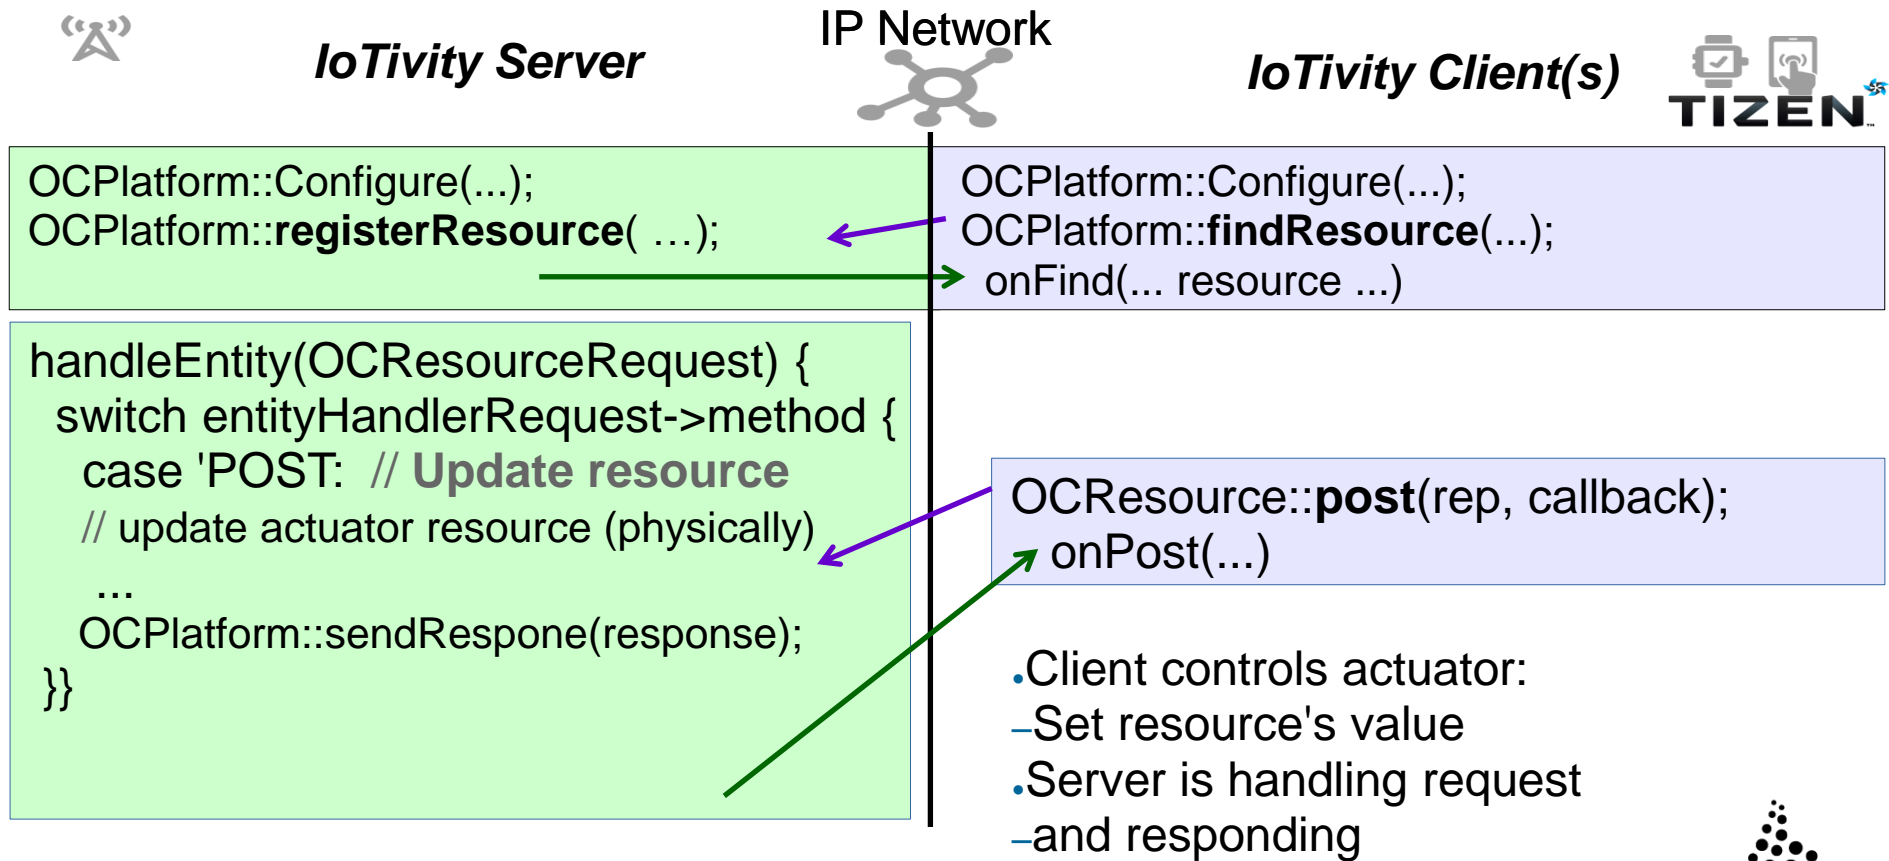 IoTivity Server
IP Network
IoTivity Client(s)
TIZEN™
OCPlatform::Configure(...);
OCPlatform::registerResource( …);
OCPlatform::Configure(...);
OCPlatform::findResource(...);
onFind(... resource ...)
handleEntity(OCResourceRequest) {
switch entityHandlerRequest->method {
case 'POST: // Update resource
// update actuator resource (physically)
...
OCPlatform::sendRespone(response);
}}
OCResource::post(rep, callback);
onPost(...)
•Client controls actuator:
–Set resource's value
•Server is handling request
–and responding